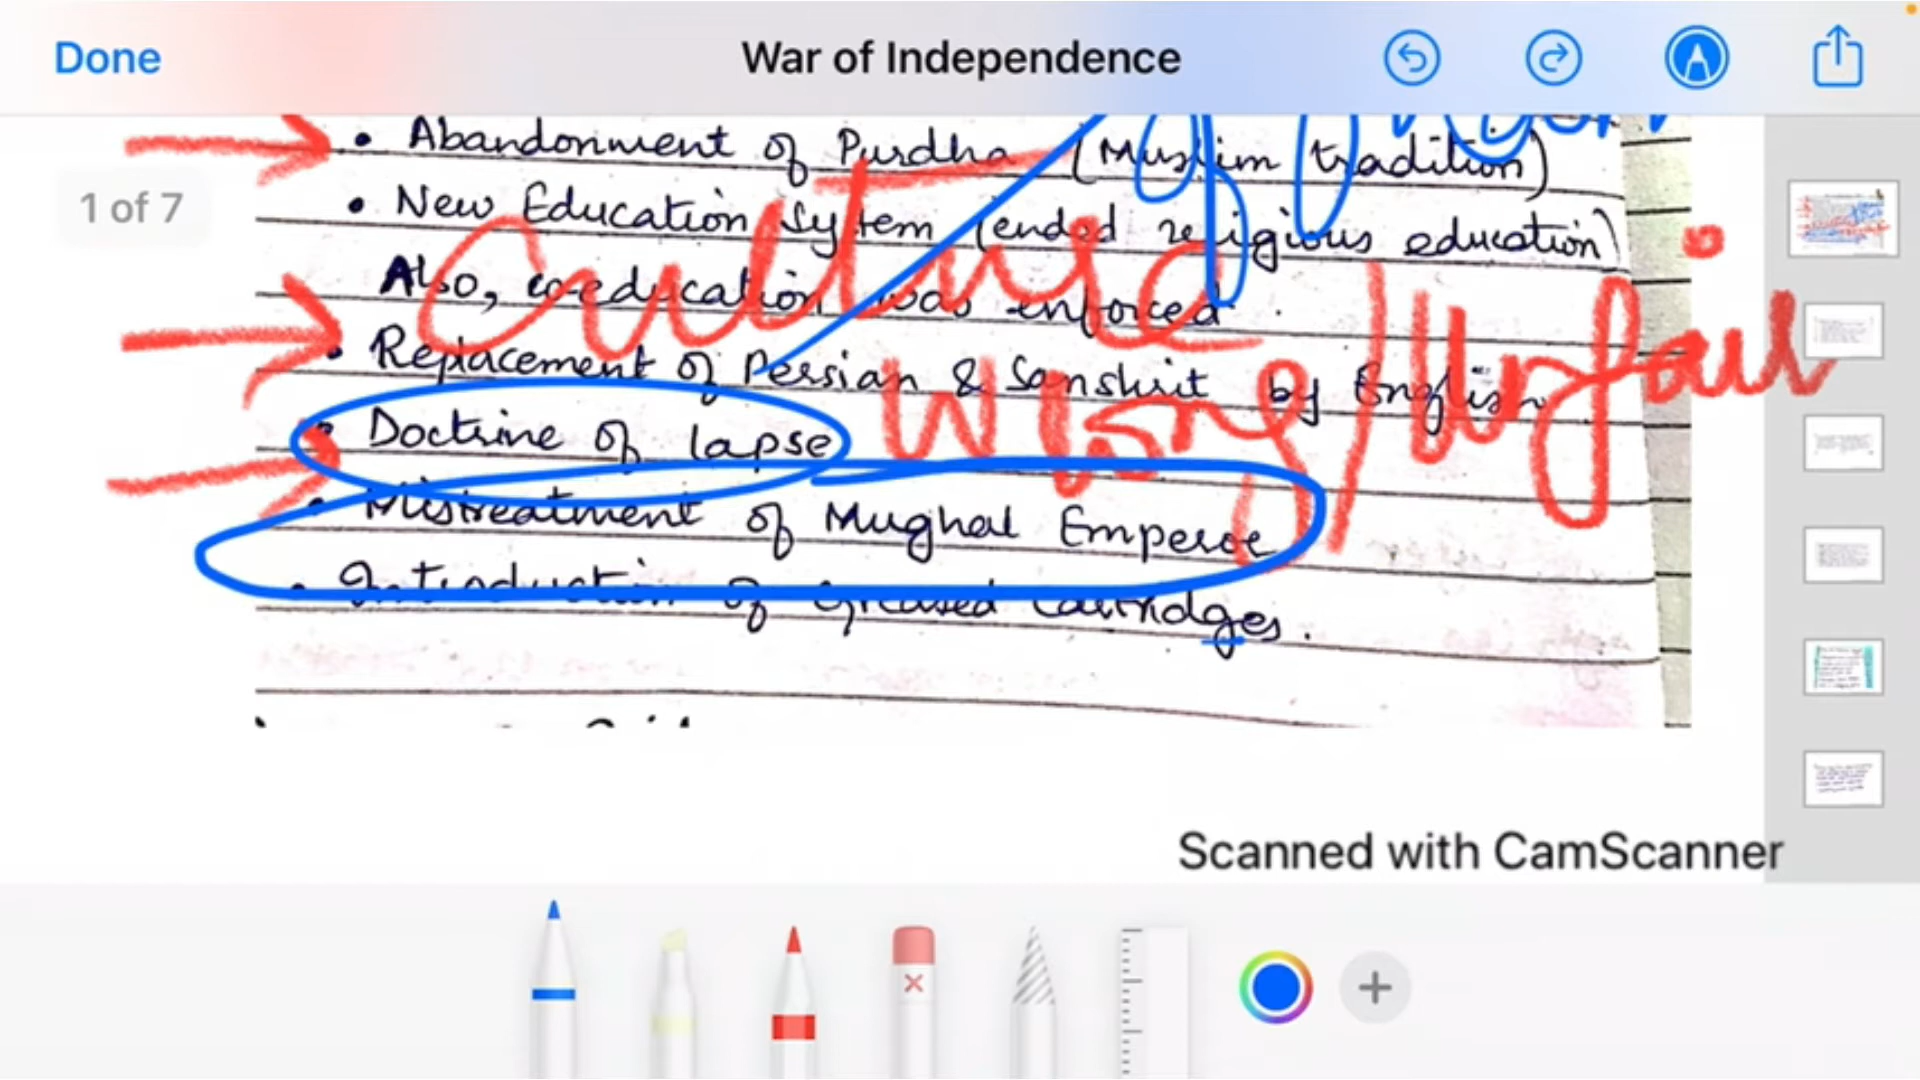 Done
War of Independence
1 of 7
• Abandonment of Purdha (Muslim tradition)
• New Education System (ended religious education)
Also, co-education was enforced.
• Replacement of Persian & Sanskrit by English
• Doctrine of lapse
• Mistreatment of Mughal Emperor
• Introduction of Greased Cartridges.
Culture
Wrong/Unfair
Scanned with CamScanner